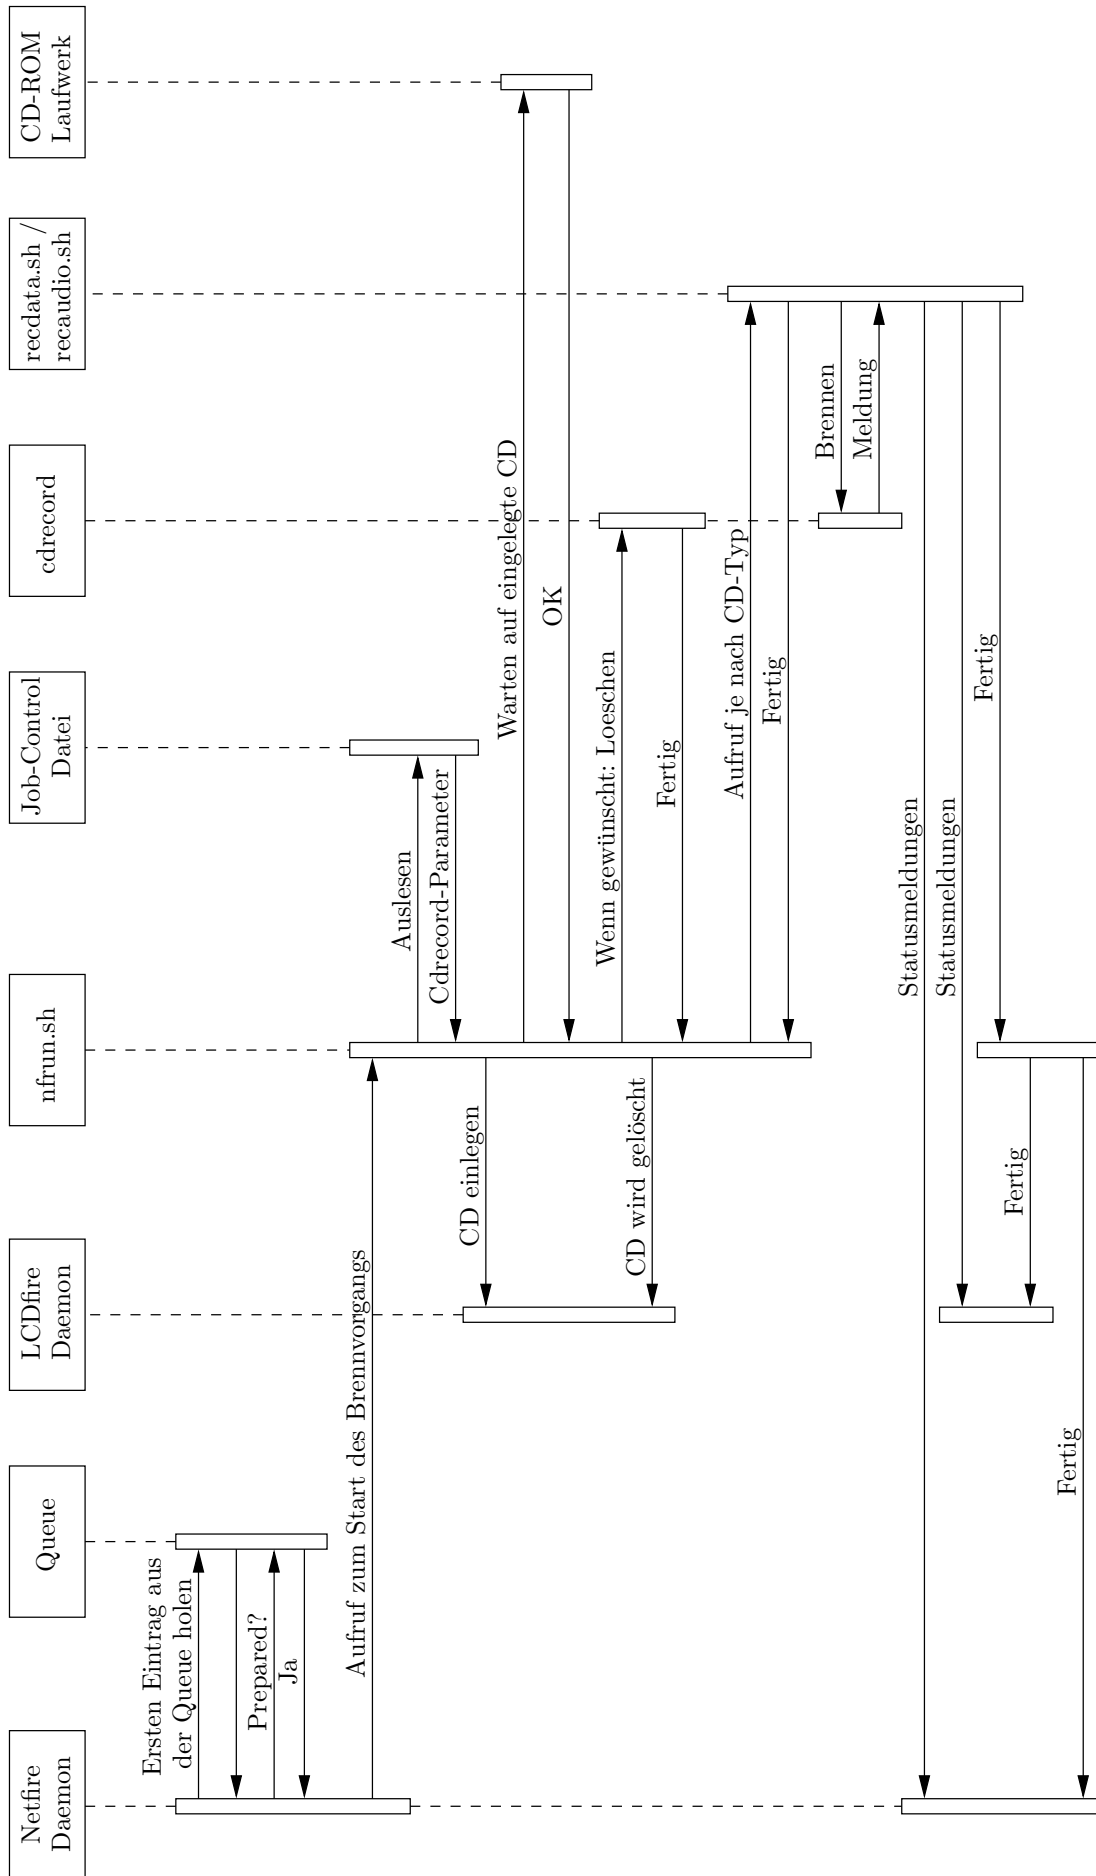 Netfire
Daemon
Queue
LCDfire
Daemon
nfrun.sh
Job-Control
Datei
cdrecord
recdata.sh /
recaudio.sh
CD-ROM
Laufwerk
Ersten Eintrag aus
der Queue holen
Prepared?
Ja
Aufruf zum Start des Brennvorgangs
Auslesen
Cdrecord-Parameter
CD einlegen
Warten auf eingelegte CD
OK
Wenn gewünscht: Loeschen
CD wird gelöscht
Fertig
Aufruf je nach CD-Typ
Fertig
Brennen
Meldung
Statusmeldungen
Statusmeldungen
Fertig
Fertig
Fertig